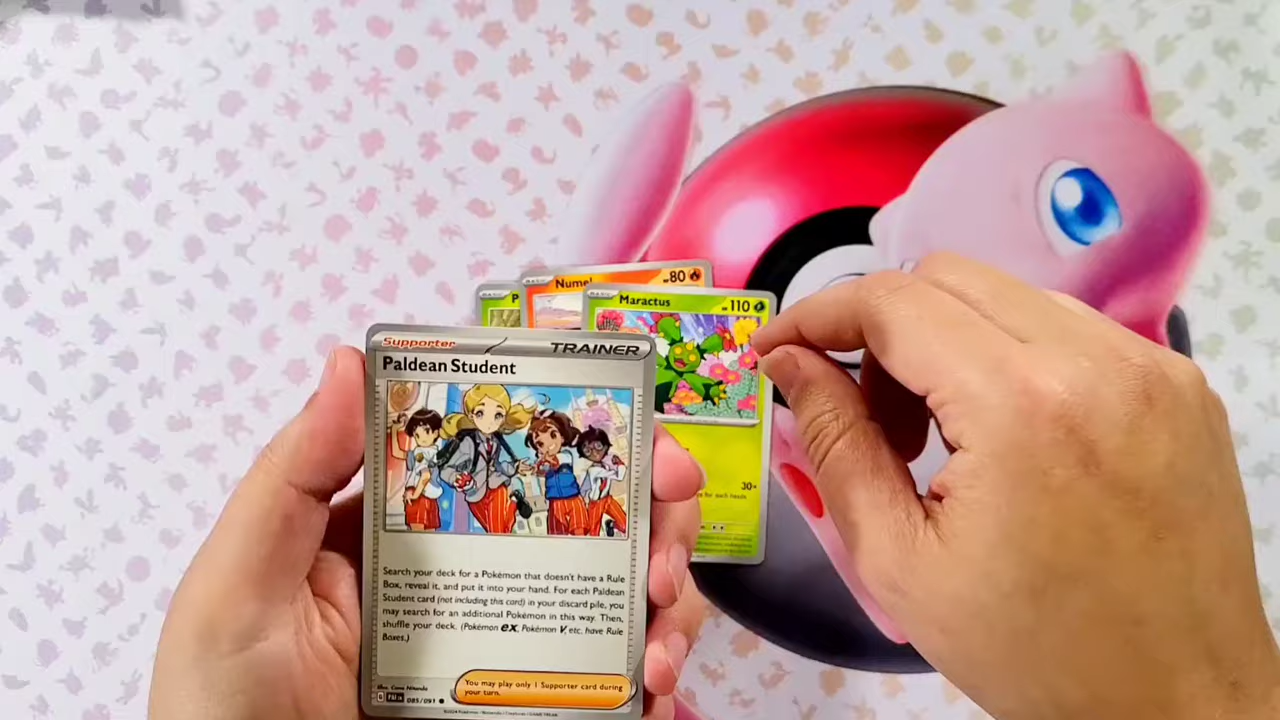 Numel
80
P
Maractus
110
30×
s for each heads.
Supporter
TRAINER
Paldean Student
Search your deck for a Pokémon that doesn't have a Rule
Box, reveal it, and put it into your hand. For each Paldean
Student card (not including this card) in your discard pile, you
may search for an additional Pokémon in this way. Then,
shuffle your deck. (Pokémon ex, Pokémon V, etc. have Rule
Boxes.)
You may play only 1 Supporter card during
your turn.
085/091